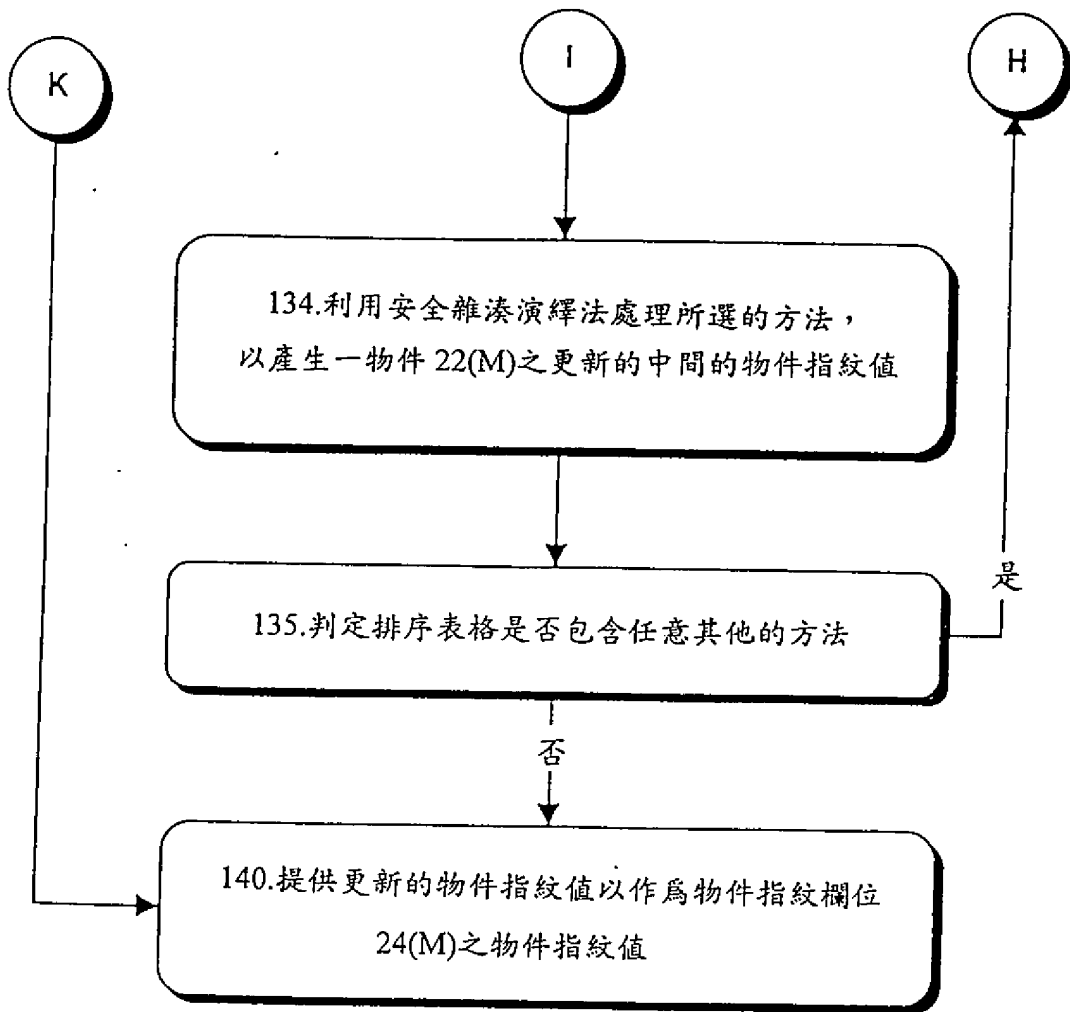 K
I
H
134.利用安全雜湊演繹法處理所選的方法，
以產生一物件 22(M)之更新的中間的物件指紋值
135.判定排序表格是否包含任意其他的方法
是
否
140.提供更新的物件指紋值以作爲物件指紋欄位
24(M)之物件指紋值